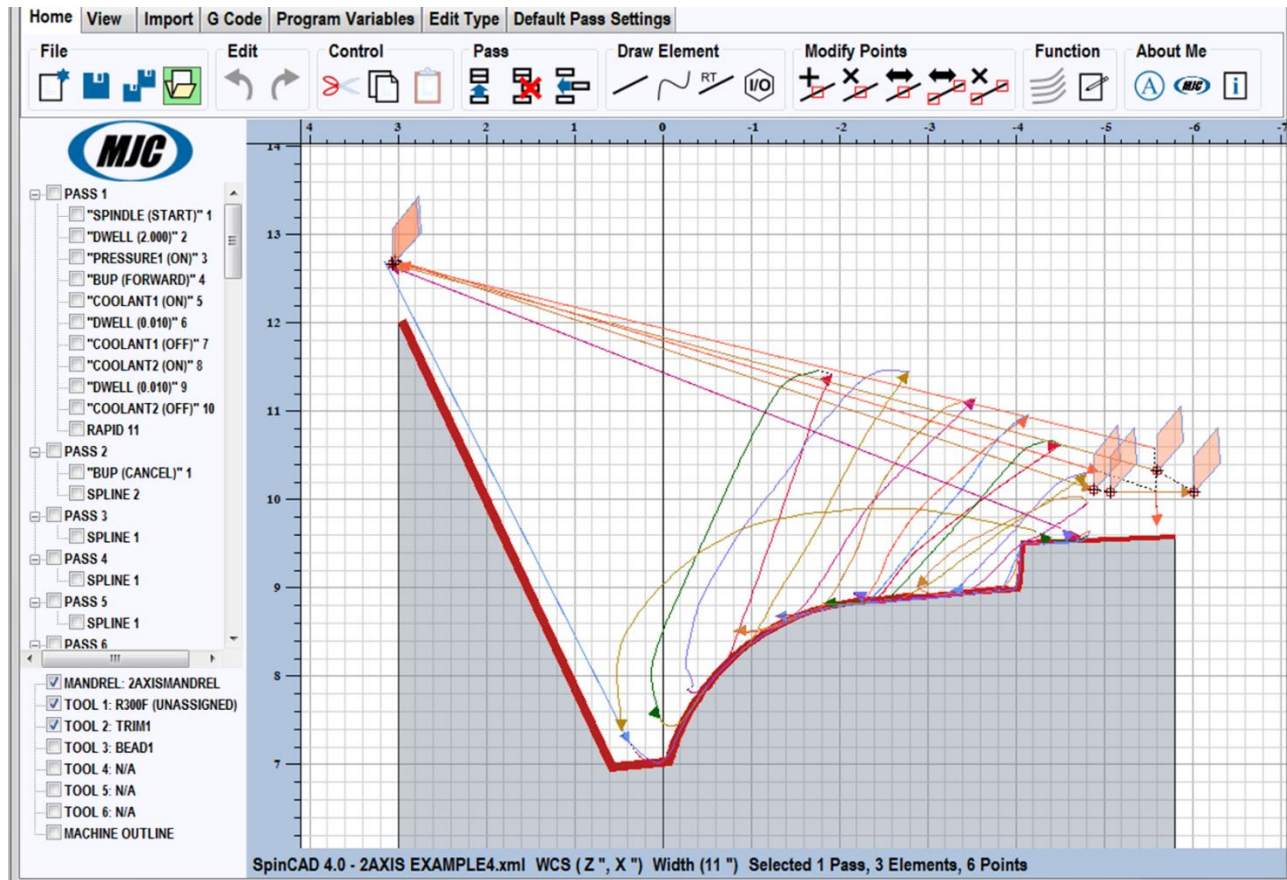 Home View Import G Code Program Variables Edit Type Default Pass Settings
File Edit Control Pass Draw Element Modify Points Function About Me
RT I/O A MJC i
MJC
4 3 2 1 0 -1 -2 -3 -4 -5 -6 -7
14
13
12
11
10
9
8
7
PASS 1
"SPINDLE (START)" 1
"DWELL (2.000)" 2
"PRESSURE1 (ON)" 3
"BUP (FORWARD)" 4
"COOLANT1 (ON)" 5
"DWELL (0.010)" 6
"COOLANT1 (OFF)" 7
"COOLANT2 (ON)" 8
"DWELL (0.010)" 9
"COOLANT2 (OFF)" 10
RAPID 11
PASS 2
"BUP (CANCEL)" 1
SPLINE 2
PASS 3
SPLINE 1
PASS 4
SPLINE 1
PASS 5
SPLINE 1
PASS 6
MANDREL: 2AXISMANDREL
TOOL 1: R300F (UNASSIGNED)
TOOL 2: TRIM1
TOOL 3: BEAD1
TOOL 4: N/A
TOOL 5: N/A
TOOL 6: N/A
MACHINE OUTLINE
SpinCAD 4.0 - 2AXIS EXAMPLE4.xml WCS ( Z ", X ") Width (11 ") Selected 1 Pass, 3 Elements, 6 Points